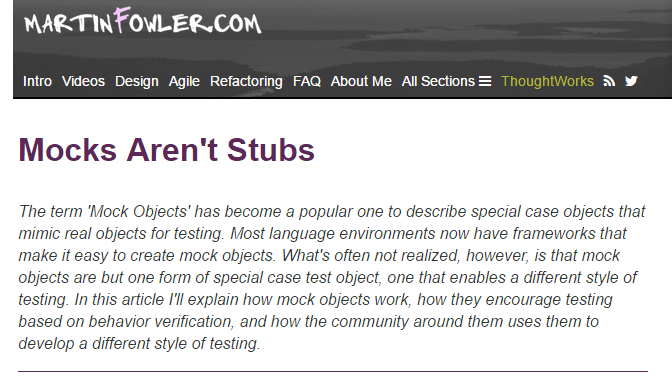 MARTINFOWLER.COM
Intro Videos Design Agile Refactoring FAQ About Me All Sections ThoughtWorks
Mocks Aren't Stubs
The term 'Mock Objects' has become a popular one to describe special case objects that
mimic real objects for testing. Most language environments now have frameworks that
make it easy to create mock objects. What's often not realized, however, is that mock
objects are but one form of special case test object, one that enables a different style of
testing. In this article I'll explain how mock objects work, how they encourage testing
based on behavior verification, and how the community around them uses them to
develop a different style of testing.